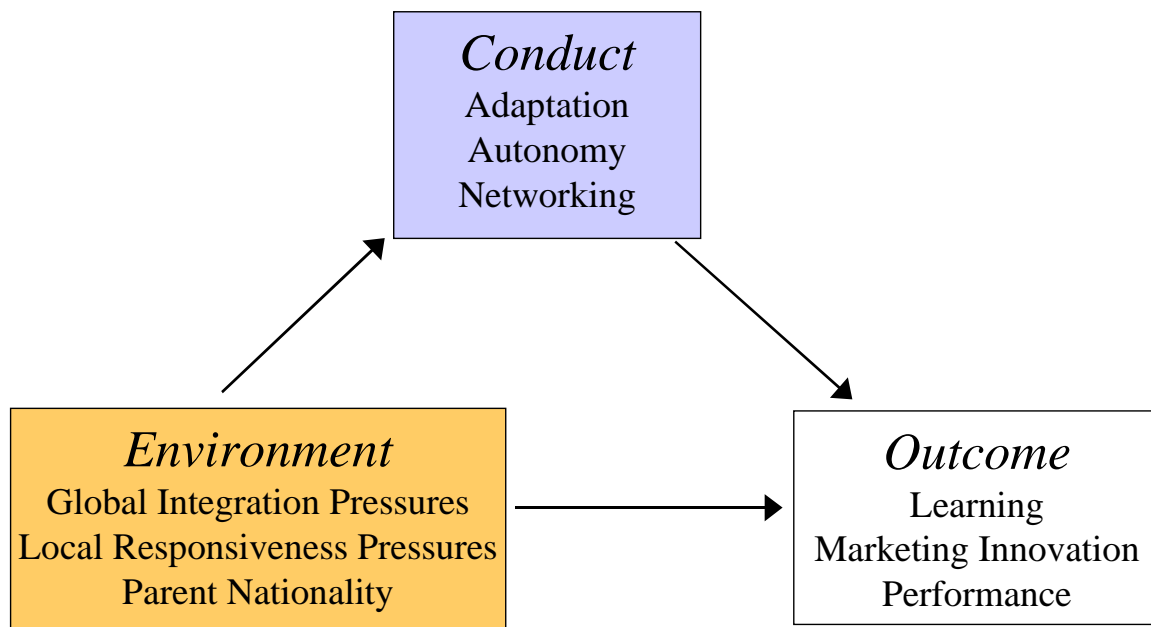 Conduct
Adaptation
Autonomy
Networking
Environment
Global Integration Pressures
Local Responsiveness Pressures
Parent Nationality
Outcome
Learning
Marketing Innovation
Performance